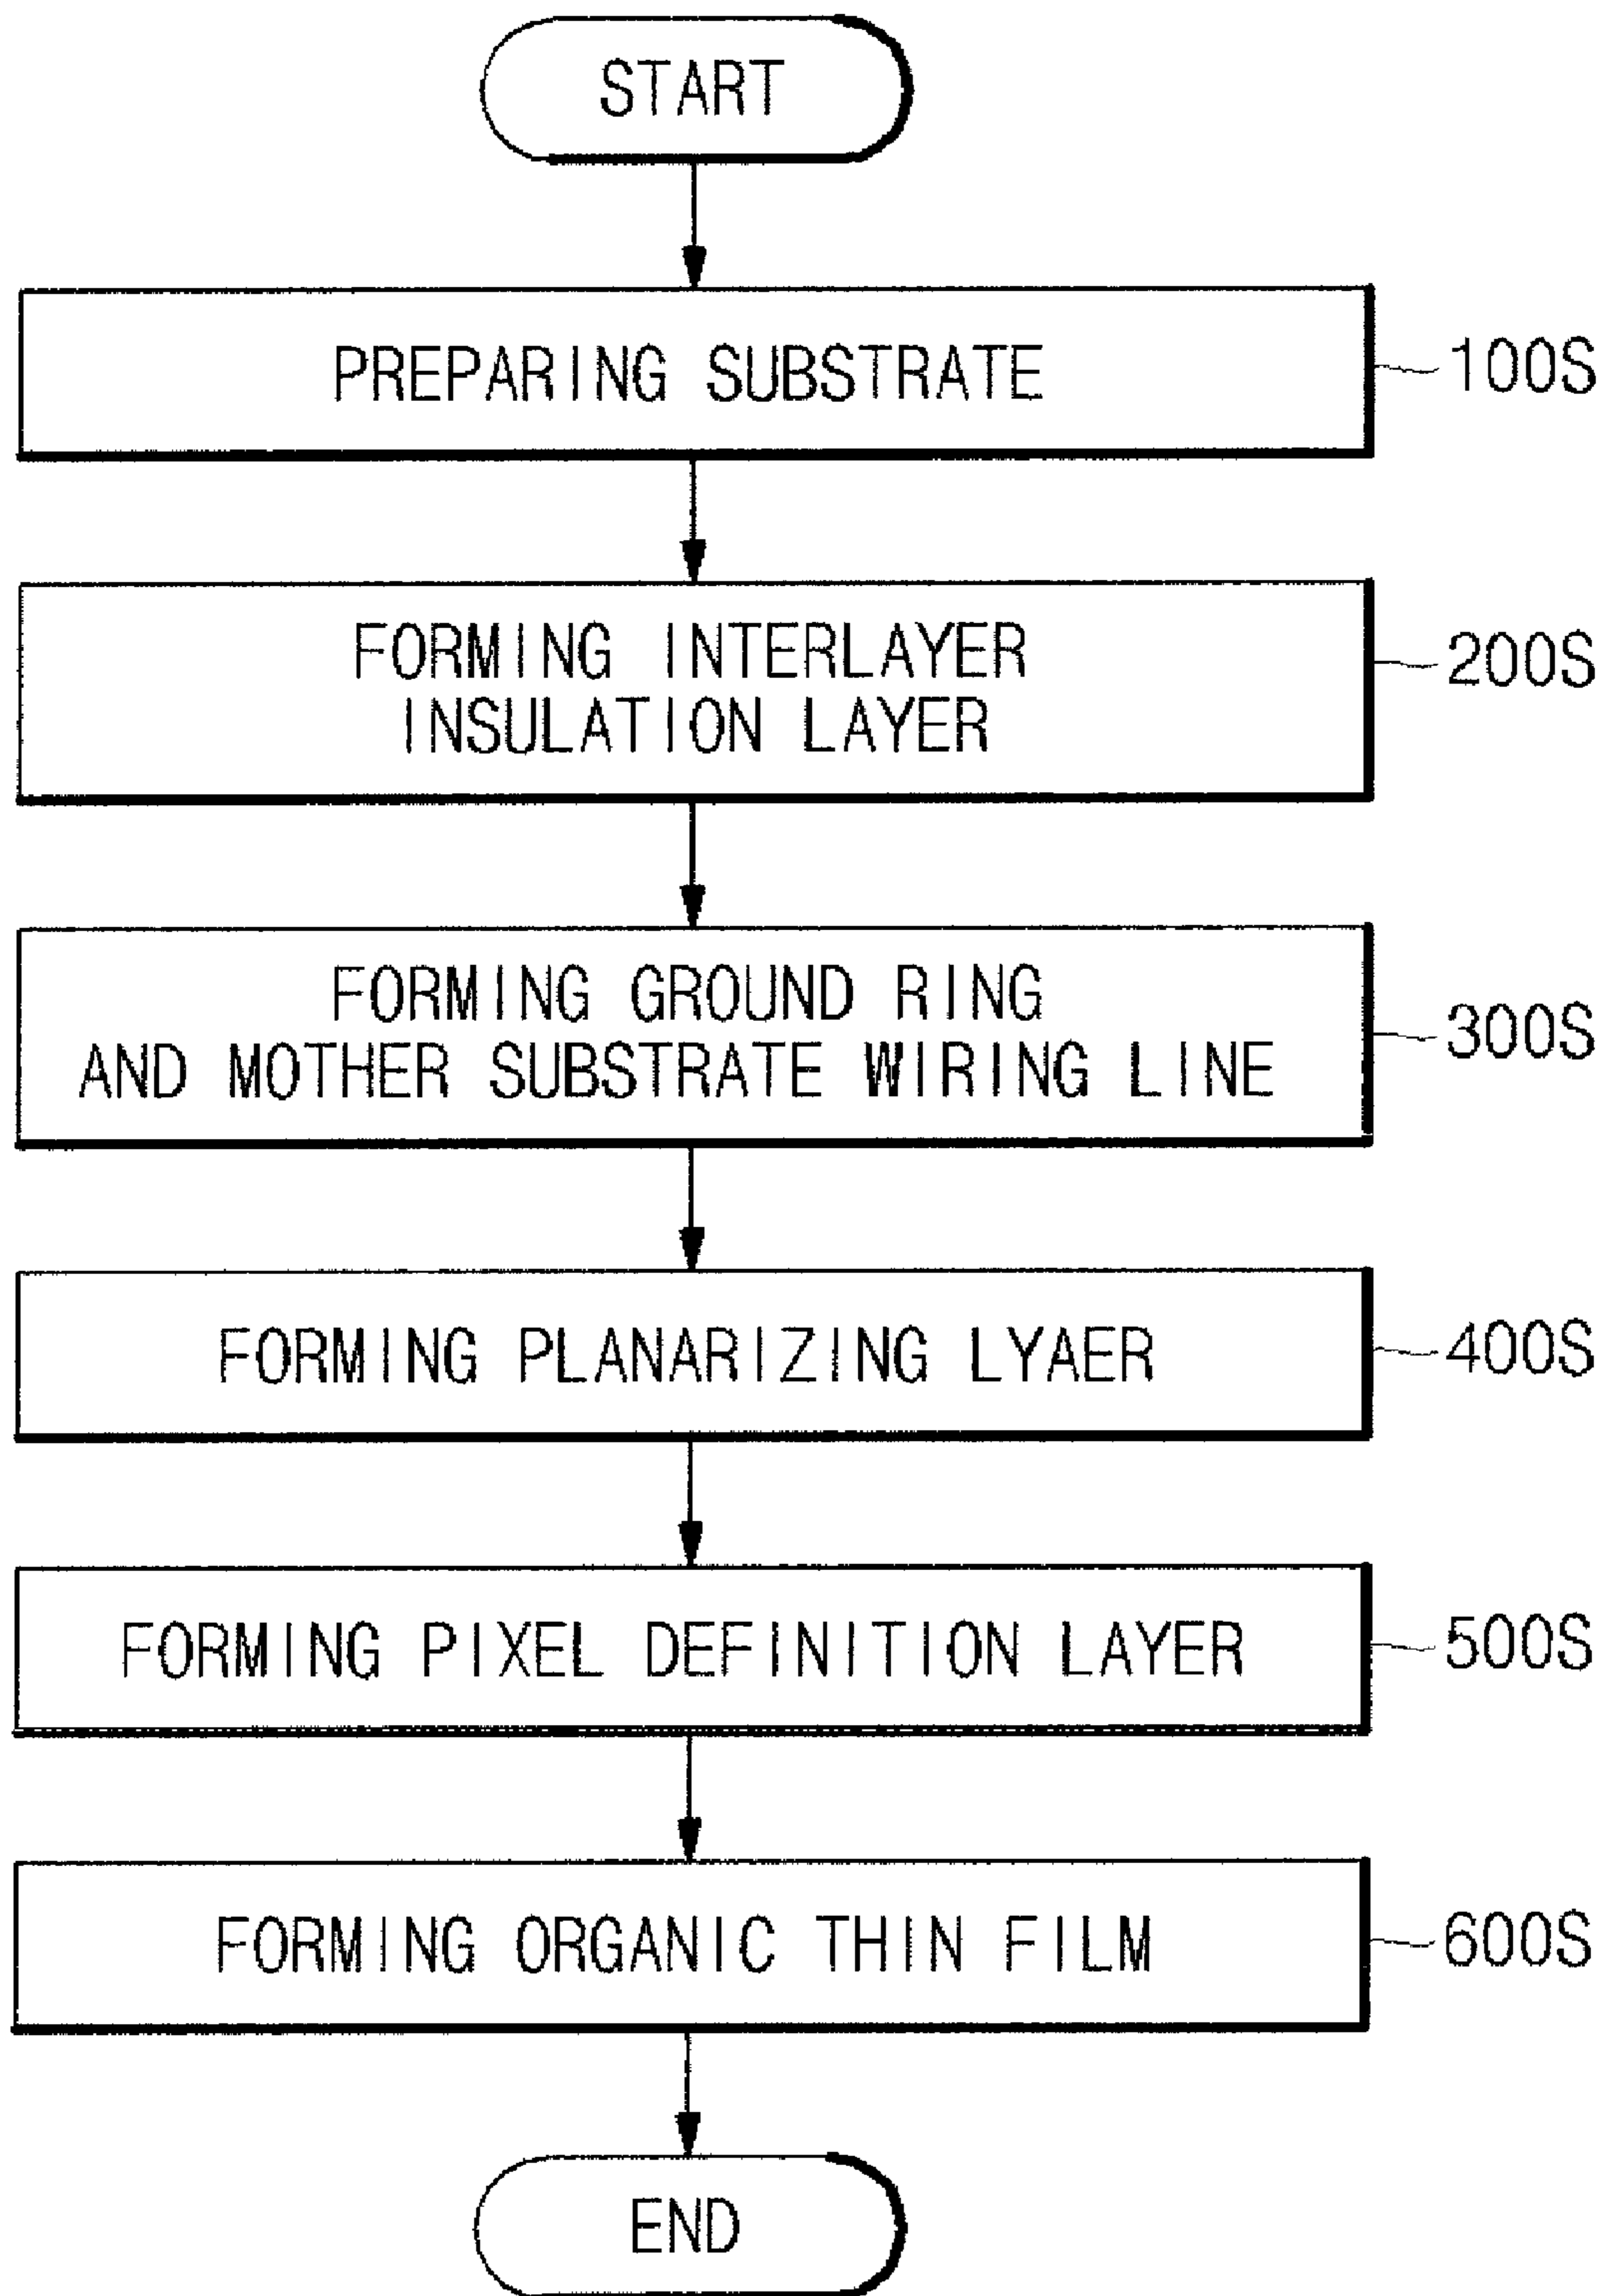 START
PREPARING SUBSTRATE
100S
FORMING INTERLAYER
INSULATION LAYER
200S
FORMING GROUND RING
AND MOTHER SUBSTRATE WIRING LINE
300S
FORMING PLANARIZING LYAER
400S
FORMING PIXEL DEFINITION LAYER
500S
FORMING ORGANIC THIN FILM
600S
END